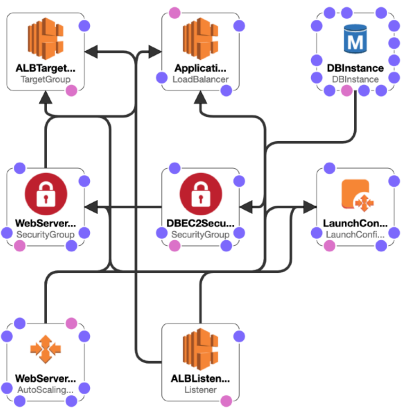 ALBTarget...
TargetGroup
Applicati...
LoadBalancer
M
DBInstance
DBInstance
WebServer...
SecurityGroup
DBEC2Secu...
SecurityGroup
LaunchCon...
LaunchConfi...
WebServer...
AutoScaling...
ALBListen...
Listener